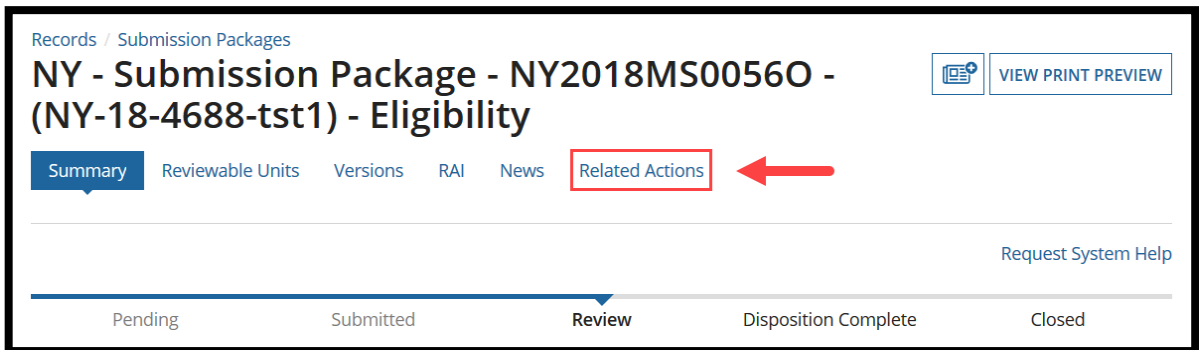 Records / Submission Packages
NY - Submission Package - NY2018MS0056O -
(NY-18-4688-tst1) - Eligibility
VIEW PRINT PREVIEW
Summary Reviewable Units Versions RAI News Related Actions
Request System Help
Pending Submitted Review Disposition Complete Closed